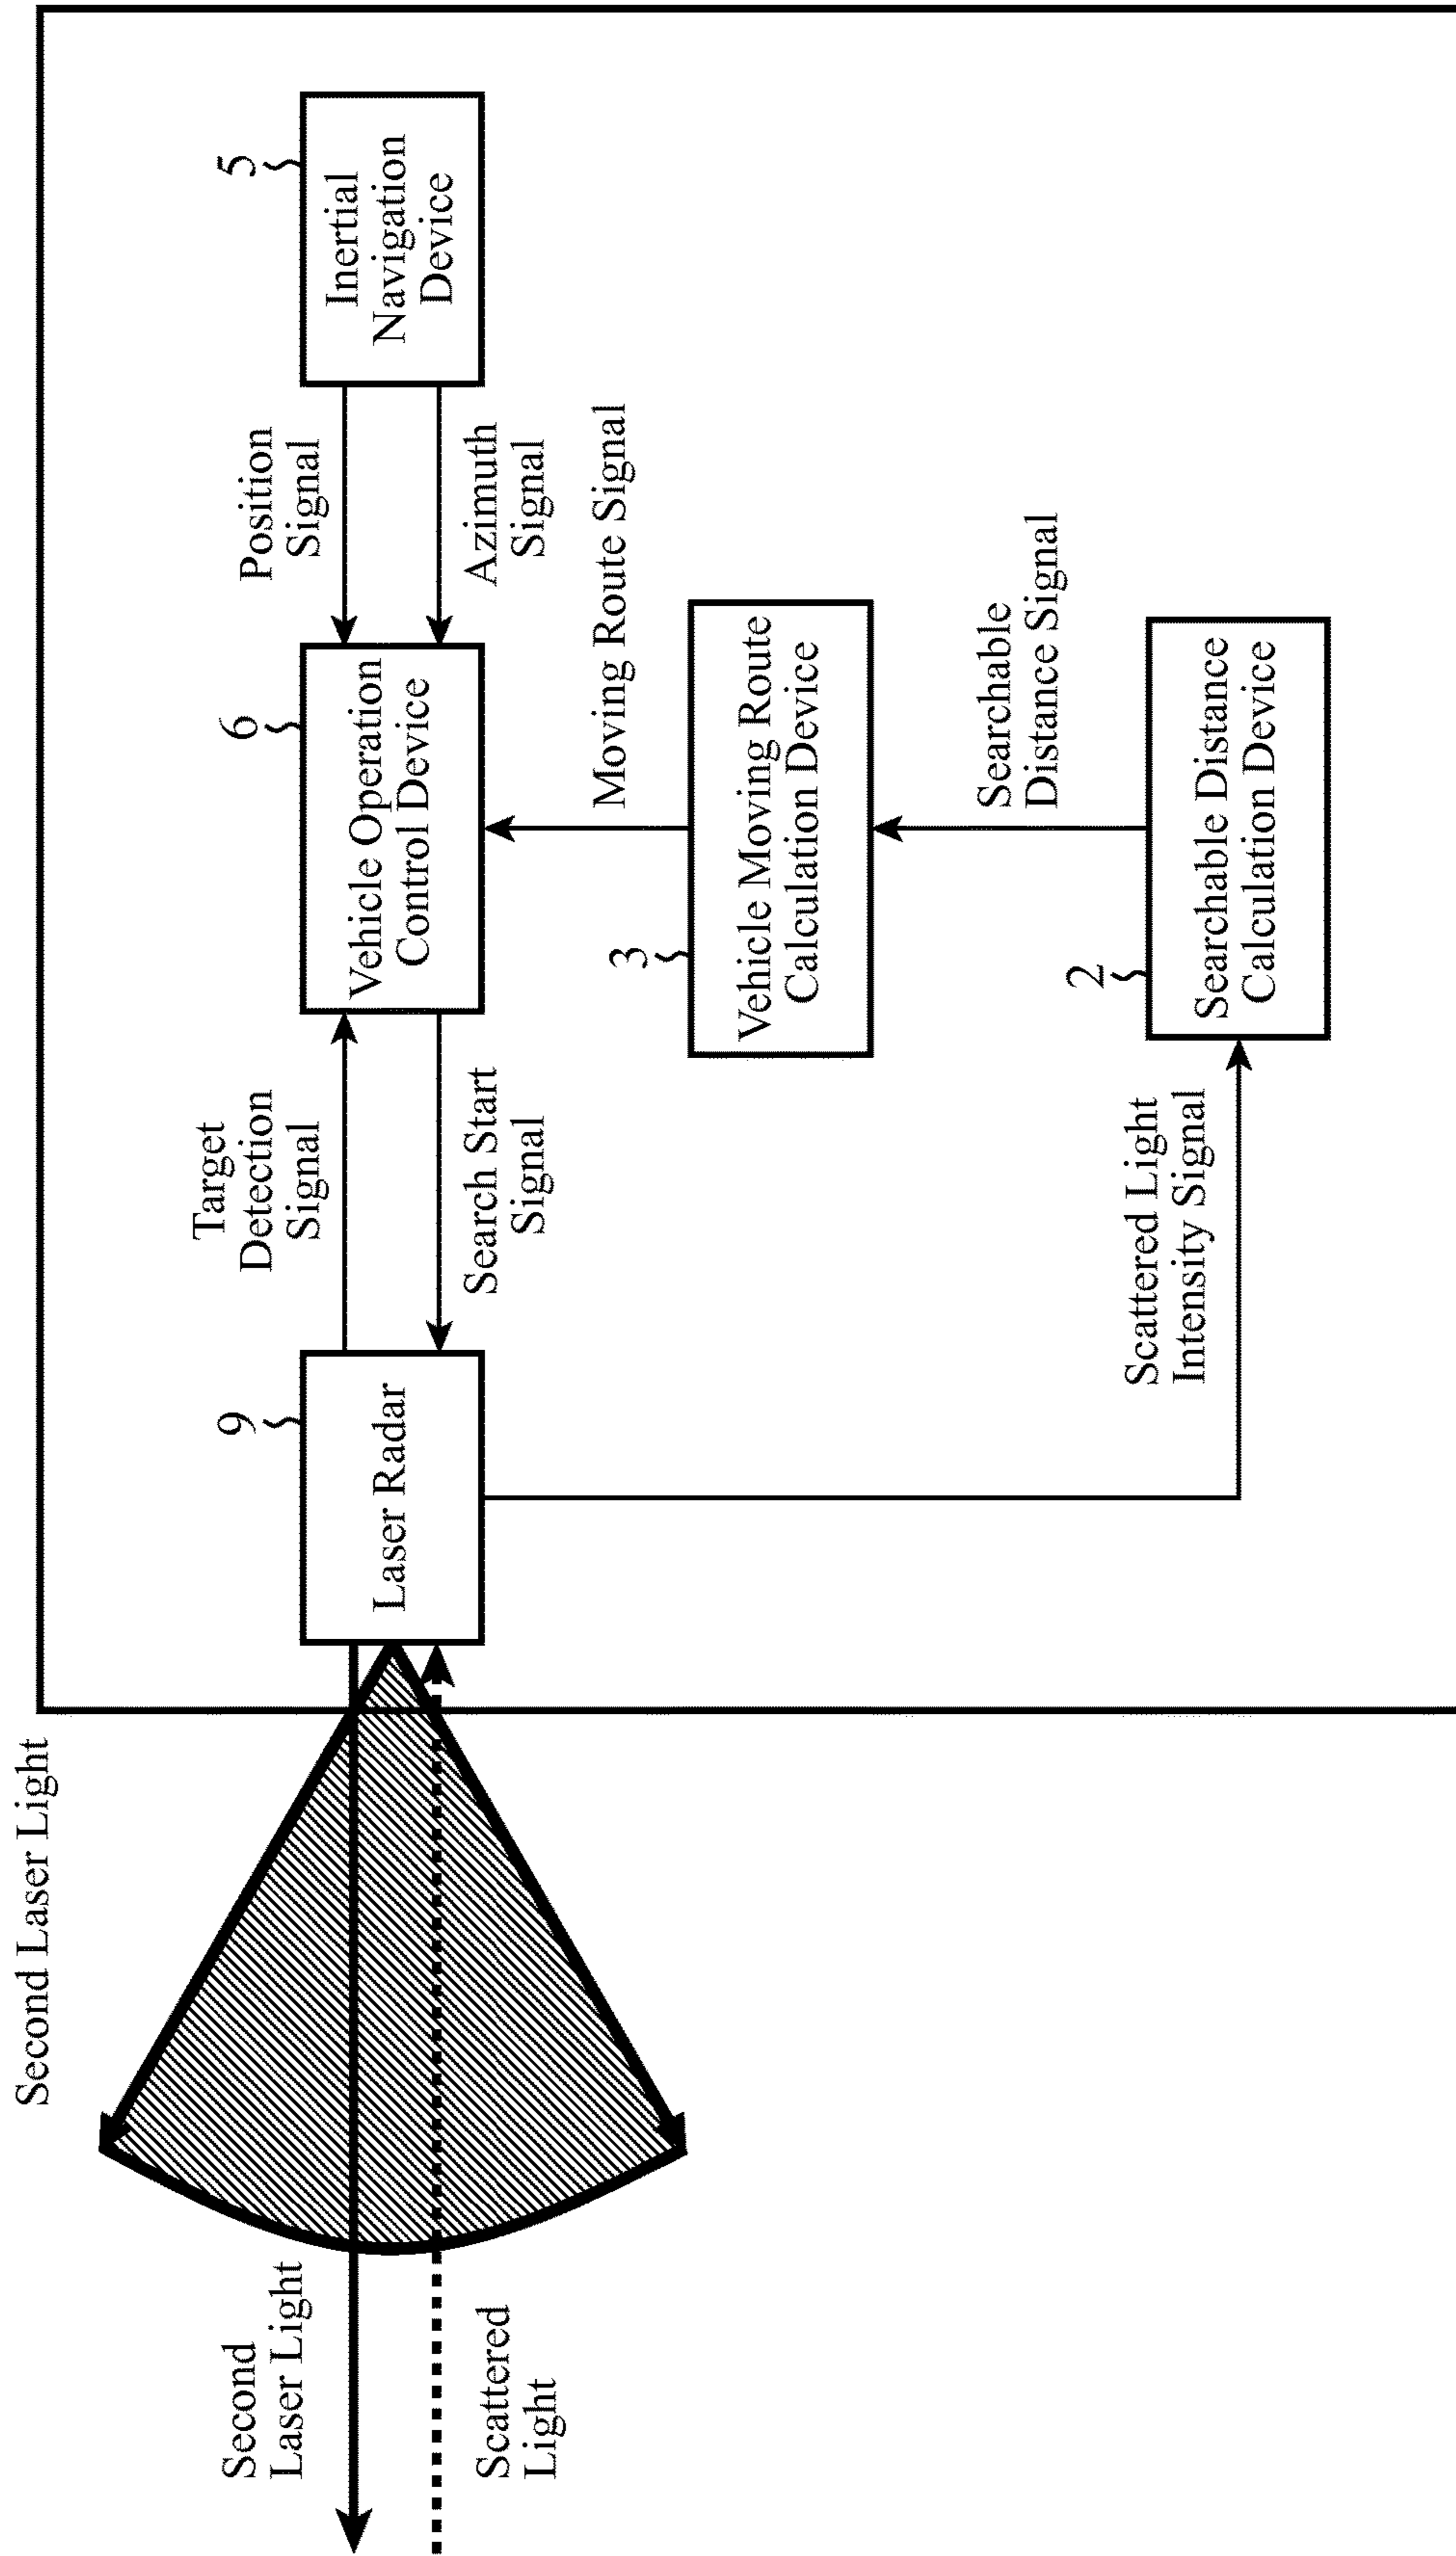 Second Laser Light
Second
Laser Light
Scattered
Light
9
Laser Radar
Target
Detection
Signal
Search Start
Signal
6
Vehicle Operation
Control Device
Position
Signal
Azimuth
Signal
5
Inertial
Navigation
Device
Moving Route Signal
3
Vehicle Moving Route
Calculation Device
Searchable
Distance Signal
Scattered Light
Intensity Signal
2
Searchable Distance
Calculation Device